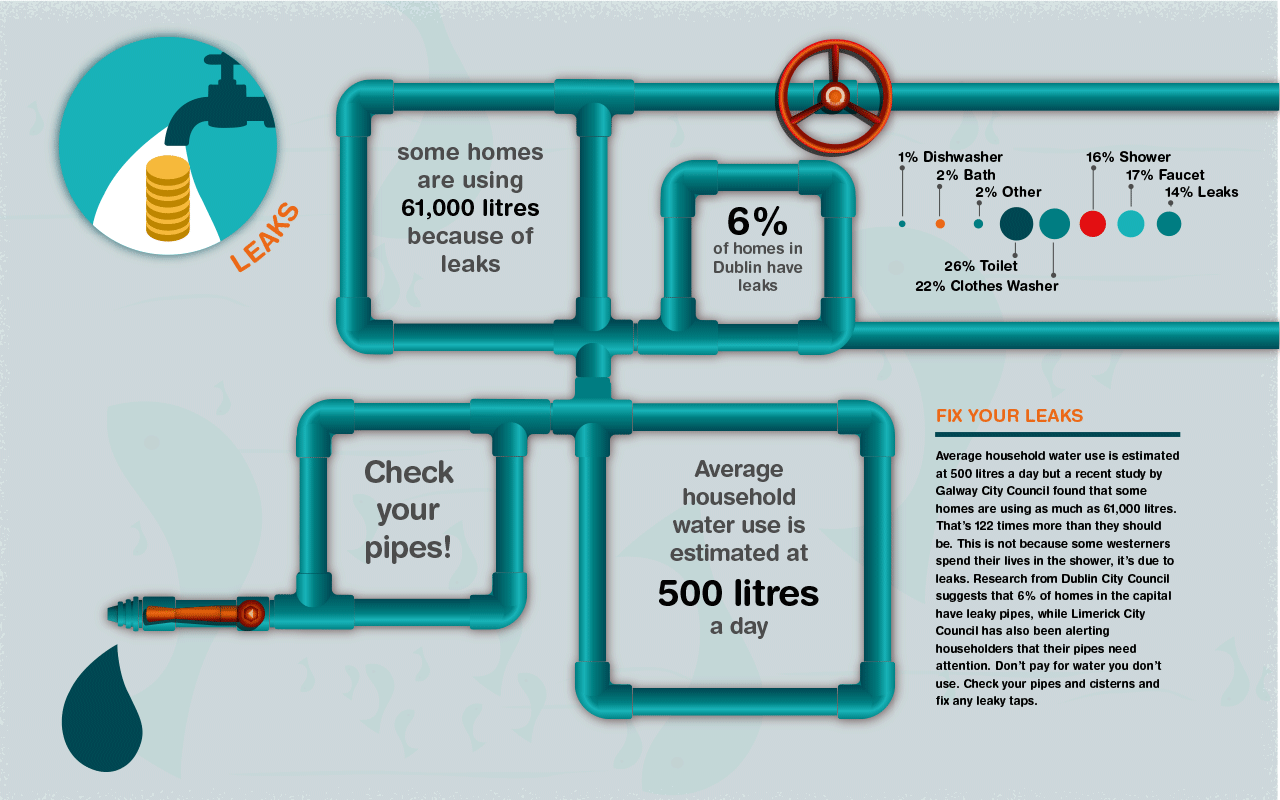 LEAKS
some homes
are using
61,000 litres
because of
leaks
6%
of homes in
Dublin have
leaks
1% Dishwasher
2% Bath
2% Other
16% Shower
17% Faucet
14% Leaks
26% Toilet
22% Clothes Washer
Check
your
pipes!
Average
household
water use is
estimated at
500 litres
a day
FIX YOUR LEAKS
Average household water use is estimated
at 500 litres a day but a recent study by
Galway City Council found that some
homes are using as much as 61,000 litres.
That's 122 times more than they should
be. This is not because some westerners
spend their lives in the shower, it's due to
leaks. Research from Dublin City Council
suggests that 6% of homes in the capital
have leaky pipes, while Limerick City
Council has also been alerting
householders that their pipes need
attention. Don't pay for water you don't
use. Check your pipes and cisterns and
fix any leaky taps.